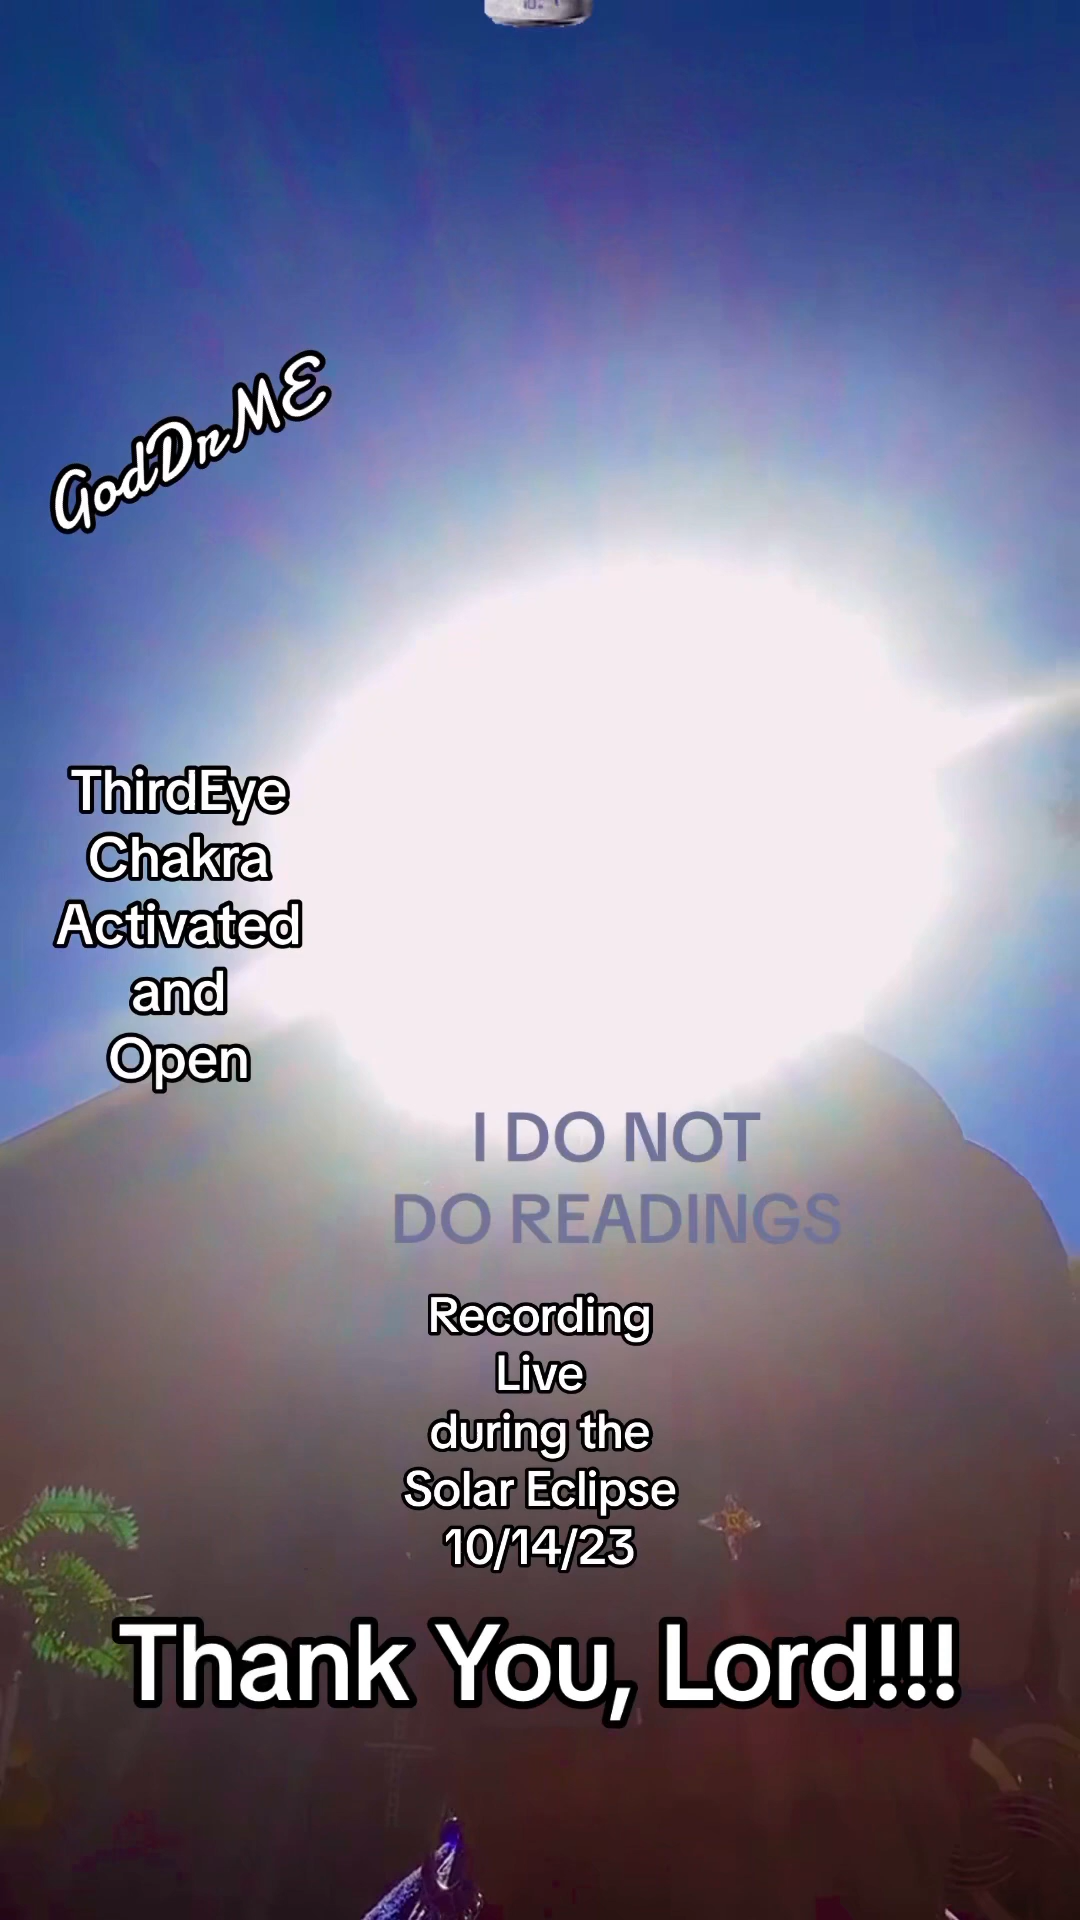 GodDrME
ThirdEye
Chakra
Activated
and
Open
I DO NOT
DO READINGS
Recording
Live
during the
Solar Eclipse
10/14/23
Thank You, Lord!!!